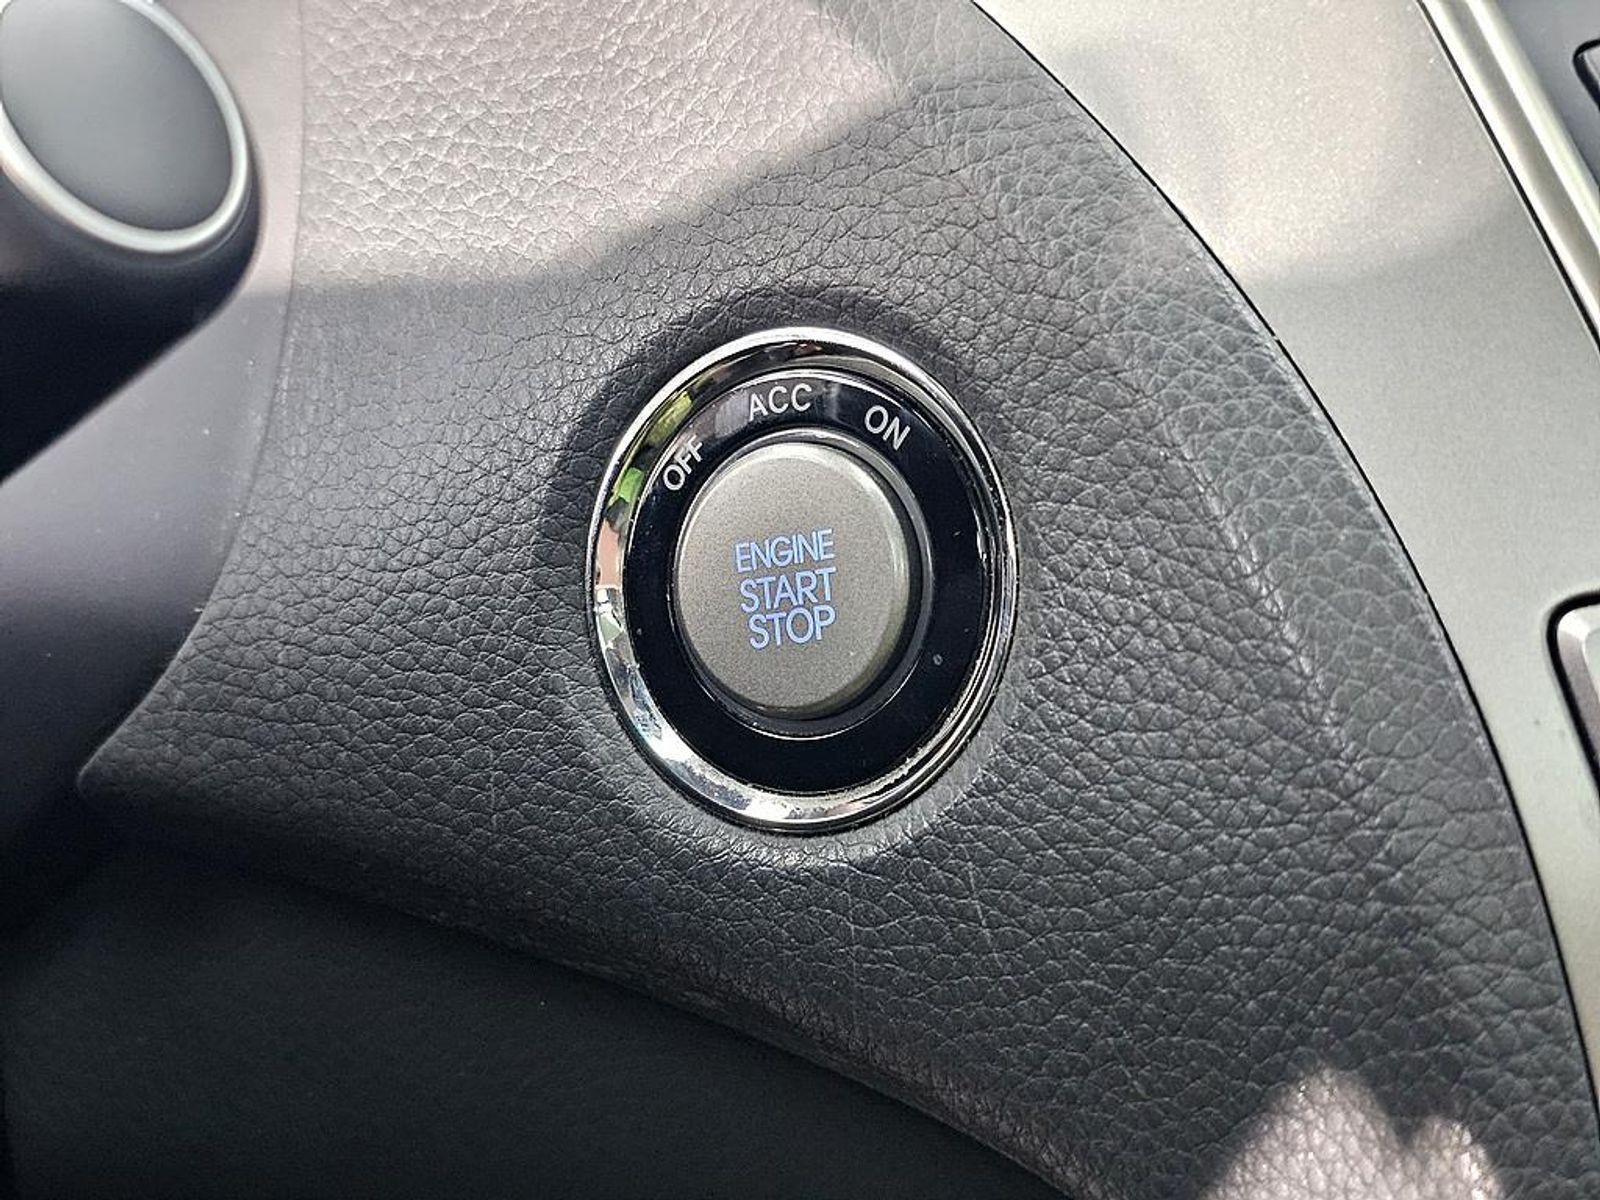 OFF ACC ON
ENGINE
START
STOP